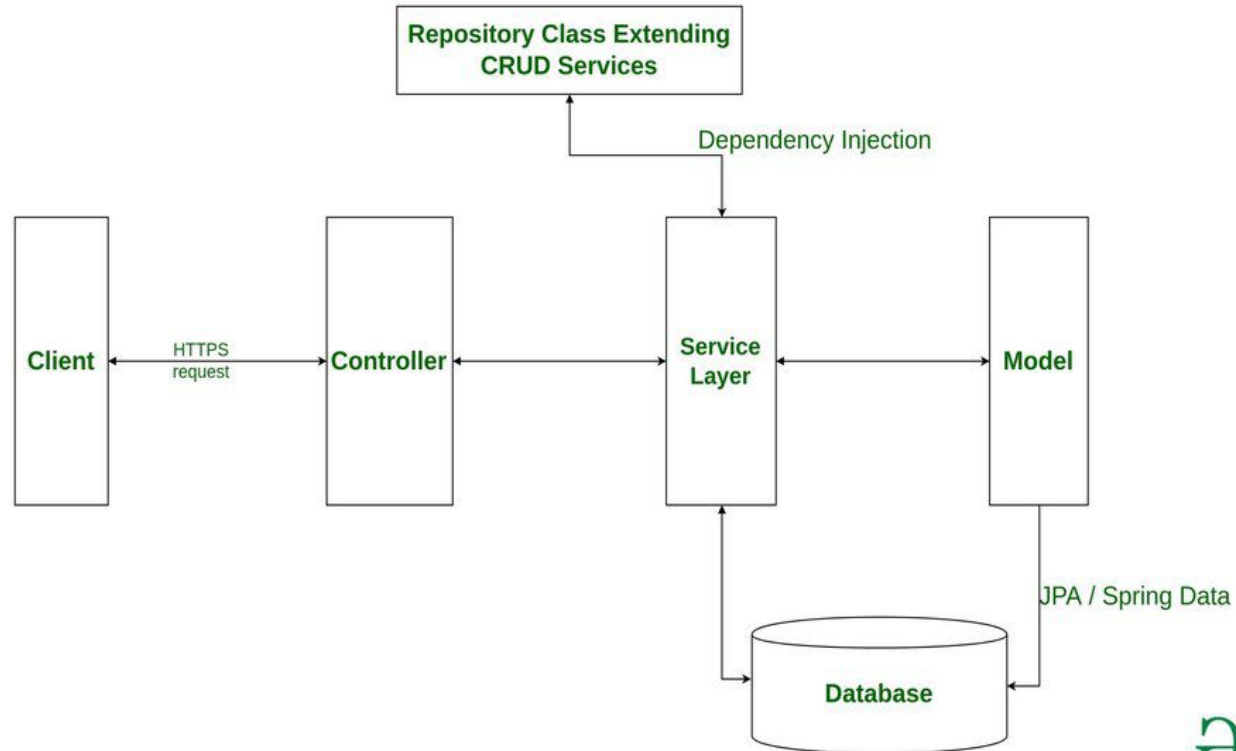 Repository Class Extending
CRUD Services
Dependency Injection
Client
HTTPS
request
Controller
Service
Layer
Model
JPA / Spring Data
Database